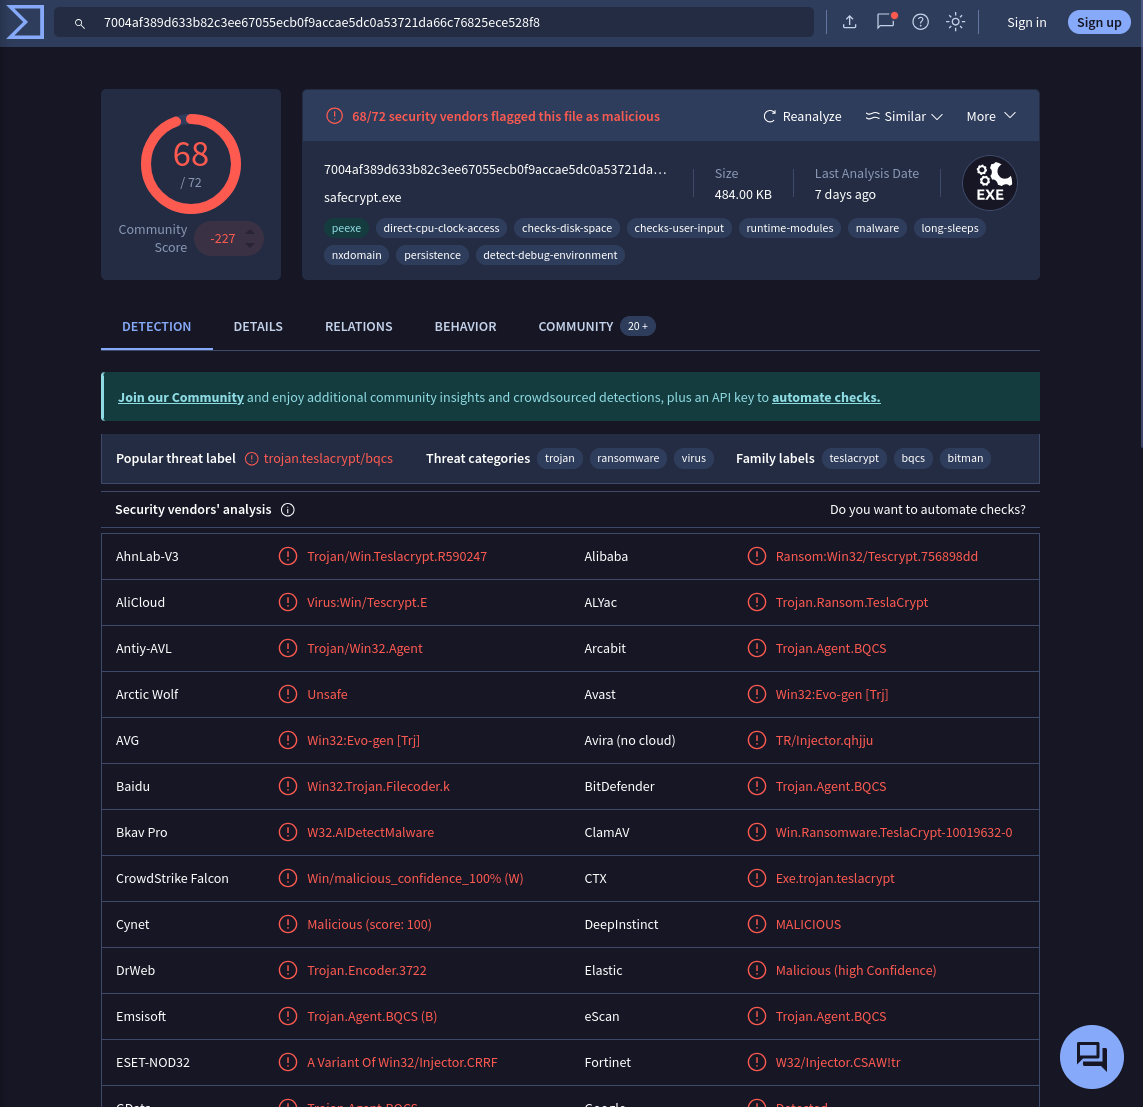 7004af389d633b82c3ee67055ecb0f9accae5dc0a53721da66c76825ece528f8
Sign in
Sign up
68
/ 72
Community
Score
-227
68/72 security vendors flagged this file as malicious
Reanalyze
Similar
More
7004af389d633b82c3ee67055ecb0f9accae5dc0a53721da…
safecrypt.exe
Size
484.00 KB
Last Analysis Date
7 days ago
EXE
peexe direct-cpu-clock-access checks-disk-space checks-user-input runtime-modules malware long-sleeps
nxdomain persistence detect-debug-environment
DETECTION DETAILS RELATIONS BEHAVIOR COMMUNITY 20 +
Join our Community and enjoy additional community insights and crowdsourced detections, plus an API key to automate checks.
Popular threat label trojan.teslacrypt/bqcs Threat categories trojan ransomware virus Family labels teslacrypt bqcs bitman
Security vendors' analysis Do you want to automate checks?
AhnLab-V3 Trojan/Win.Teslacrypt.R590247 Alibaba Ransom:Win32/Tescrypt.756898dd
AliCloud Virus:Win/Tescrypt.E ALYac Trojan.Ransom.TeslaCrypt
Antiy-AVL Trojan/Win32.Agent Arcabit Trojan.Agent.BQCS
Arctic Wolf Unsafe Avast Win32:Evo-gen [Trj]
AVG Win32:Evo-gen [Trj] Avira (no cloud) TR/Injector.qhjju
Baidu Win32.Trojan.Filecoder.k BitDefender Trojan.Agent.BQCS
Bkav Pro W32.AIDetectMalware ClamAV Win.Ransomware.TeslaCrypt-10019632-0
CrowdStrike Falcon Win/malicious_confidence_100% (W) CTX Exe.trojan.teslacrypt
Cynet Malicious (score: 100) DeepInstinct MALICIOUS
DrWeb Trojan.Encoder.3722 Elastic Malicious (high Confidence)
Emsisoft Trojan.Agent.BQCS (B) eScan Trojan.Agent.BQCS
ESET-NOD32 A Variant Of Win32/Injector.CRRF Fortinet W32/Injector.CSAW!tr
GData Trojan.Agent.BQCS Google Detected